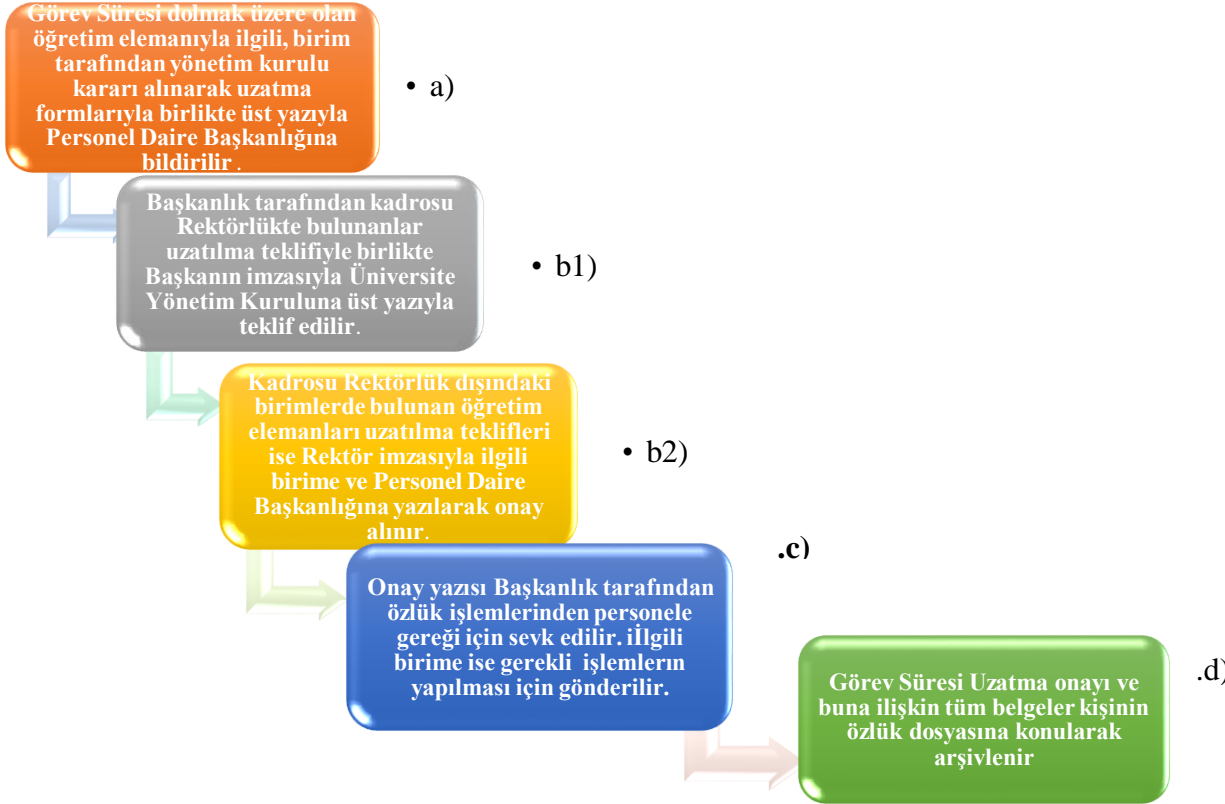 Görev Süresi dolmak üzere olan
öğretim elemanıyla ilgili, birim
tarafından yönetim kurulu
kararı alınarak uzatma
formlarıyla birlikte üst yazıyla
Personel Daire Başkanlığına
bildirilir .
• a)
Başkanlık tarafından kadrosu
Rektörlükte bulunanlar
uzatılma teklifiyle birlikte
Başkanın imzasıyla Üniversite
Yönetim Kuruluna üst yazıyla
teklif edilir.
• b1)
Kadrosu Rektörlük dışındaki
birimlerde bulunan öğretim
elemanları uzatılma teklifleri
ise Rektör imzasıyla ilgili
birime ve Personel Daire
Başkanlığına yazılarak onay
alınır.
• b2)
Onay yazısı Başkanlık tarafından
özlük işlemlerinden personele
gereği için sevk edilir. iİlgili
birime ise gerekli işlemlerın
yapılması için gönderilir.
.c)
Görev Süresi Uzatma onayı ve
buna ilişkin tüm belgeler kişinin
özlük dosyasına konularak
arşivlenir
.d)